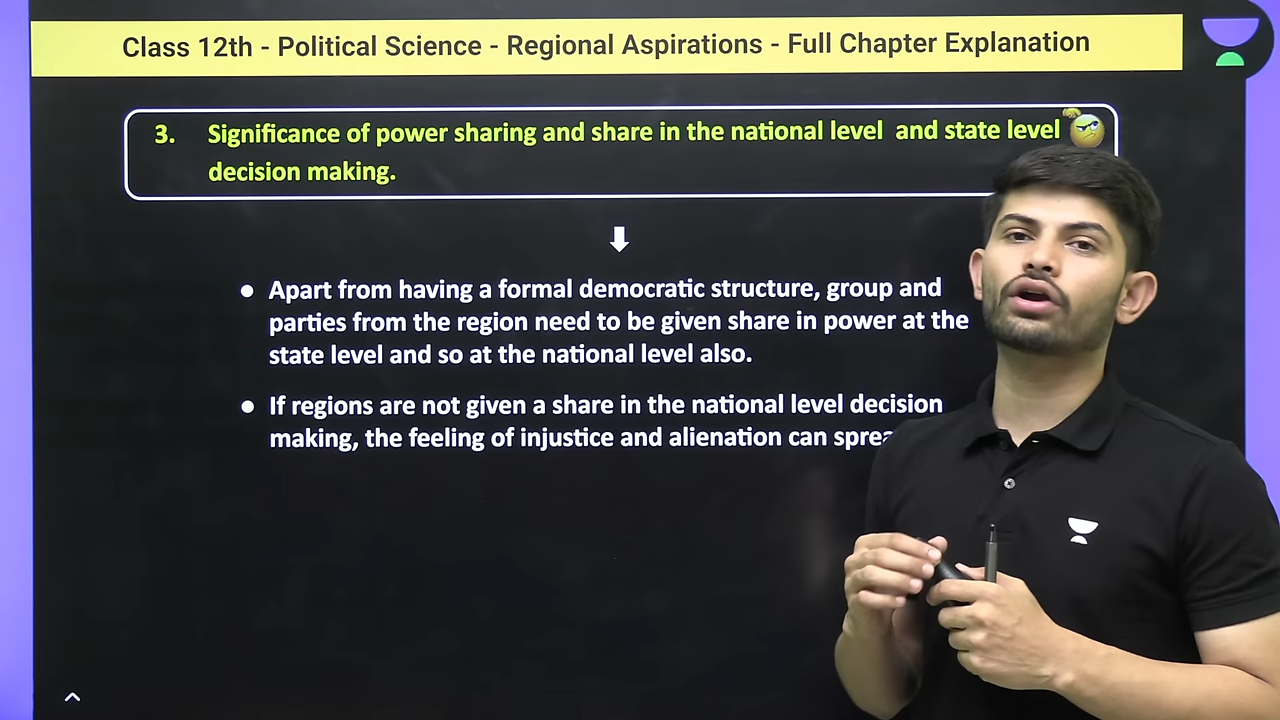 Class 12th - Political Science - Regional Aspirations - Full Chapter Explanation
3. Significance of power sharing and share in the national level and state level
decision making.
● Apart from having a formal democratic structure, group and
parties from the region need to be given share in power at the
state level and so at the national level also.
● If regions are not given a share in the national level decision
making, the feeling of injustice and alienation can